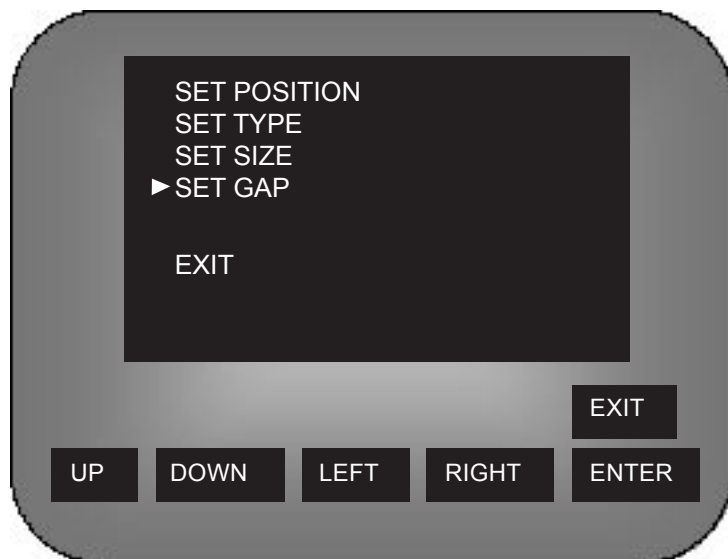 SET POSITION
SET TYPE
SET SIZE
SET GAP
EXIT
EXIT
UP DOWN LEFT RIGHT ENTER